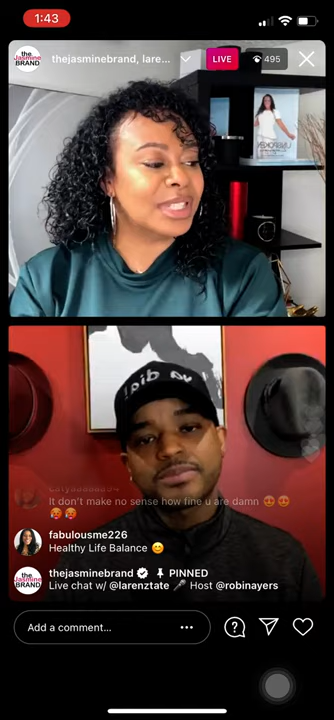 1:43
the
Jasmine
BRAND
thejasminebrand, lare...
LIVE
495
It don't make no sense how fine u are damn 😍😍
🥵🥵
fabulousme226
Healthy Life Balance 😊
the
Jasmine
BRAND
thejasminebrand PINNED
Live chat w/ @larenztate 🎤 Host @robinayers
Add a comment...